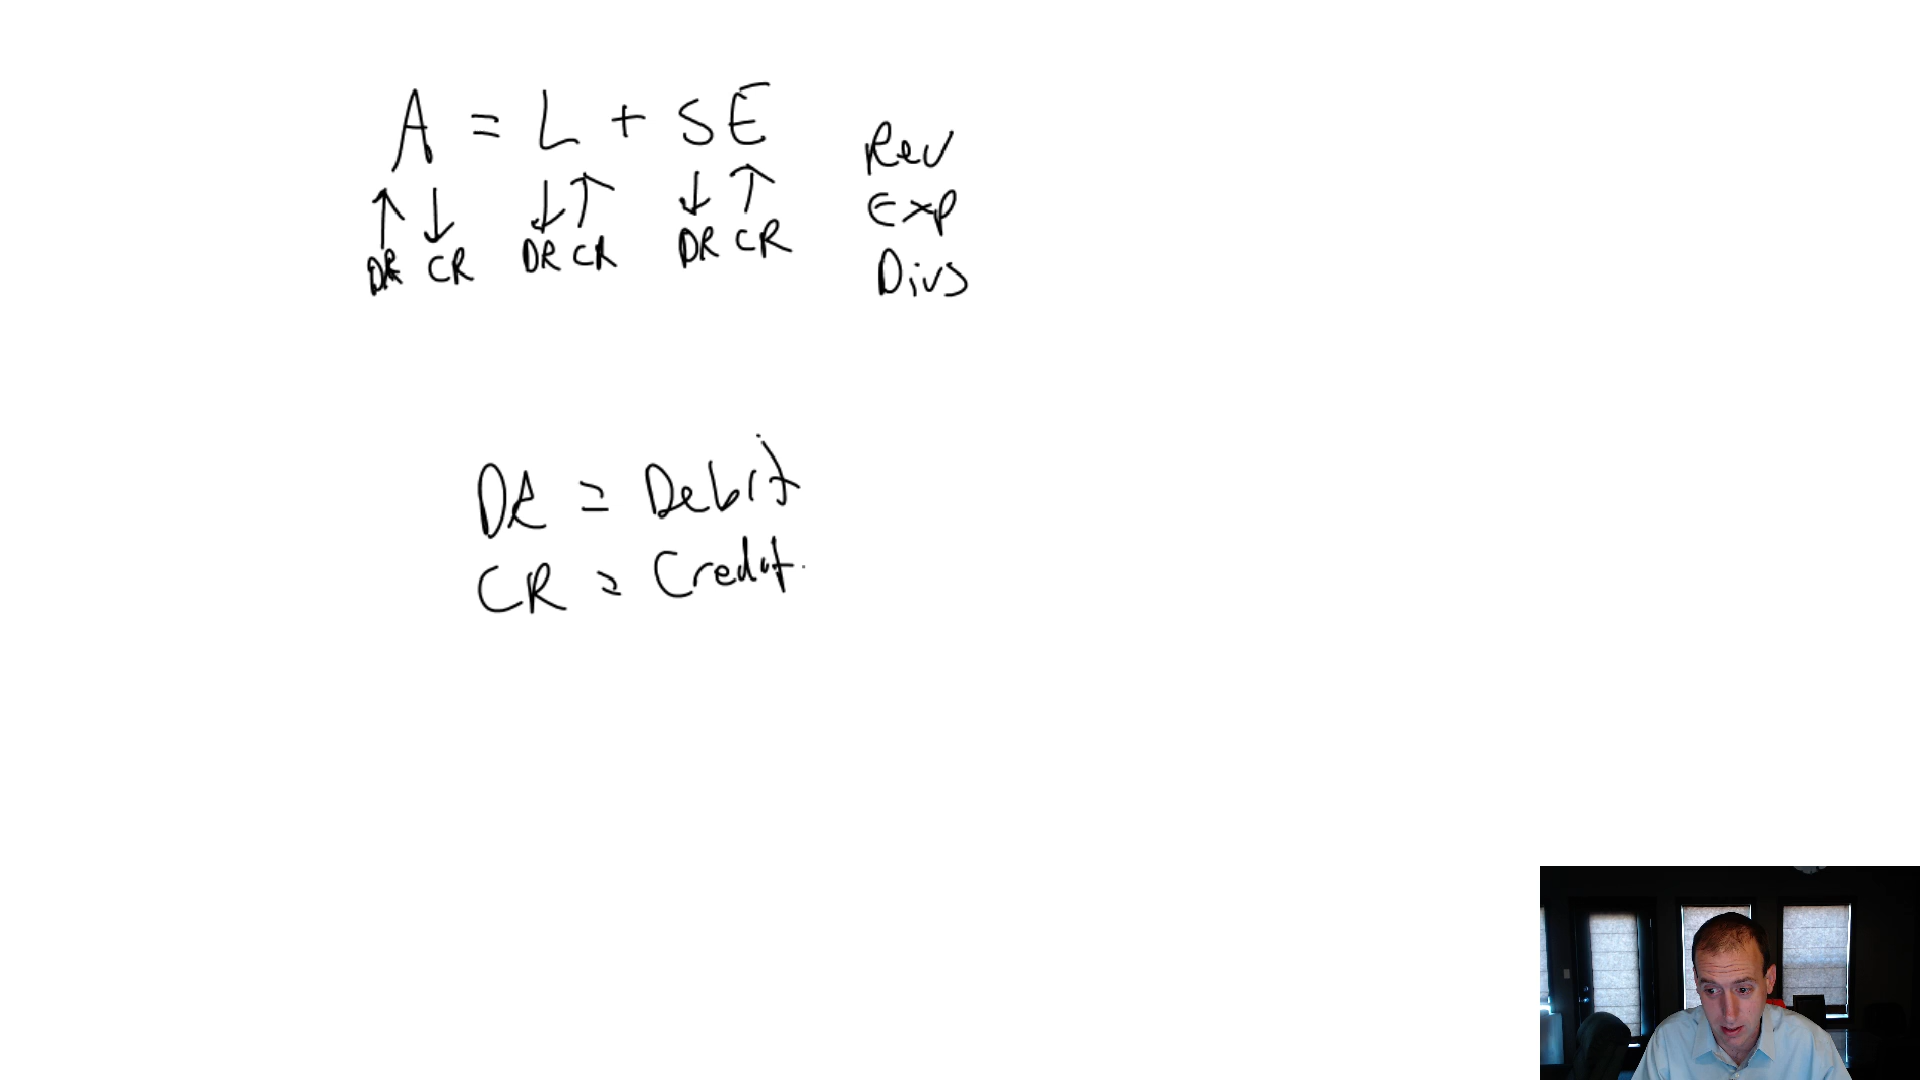 A = L + SE
↑ ↓ ↓ ↑ ↓ ↑
DR CR DR CR DR CR
Rev
Exp
Divs
DR = Debit
CR = Credit.